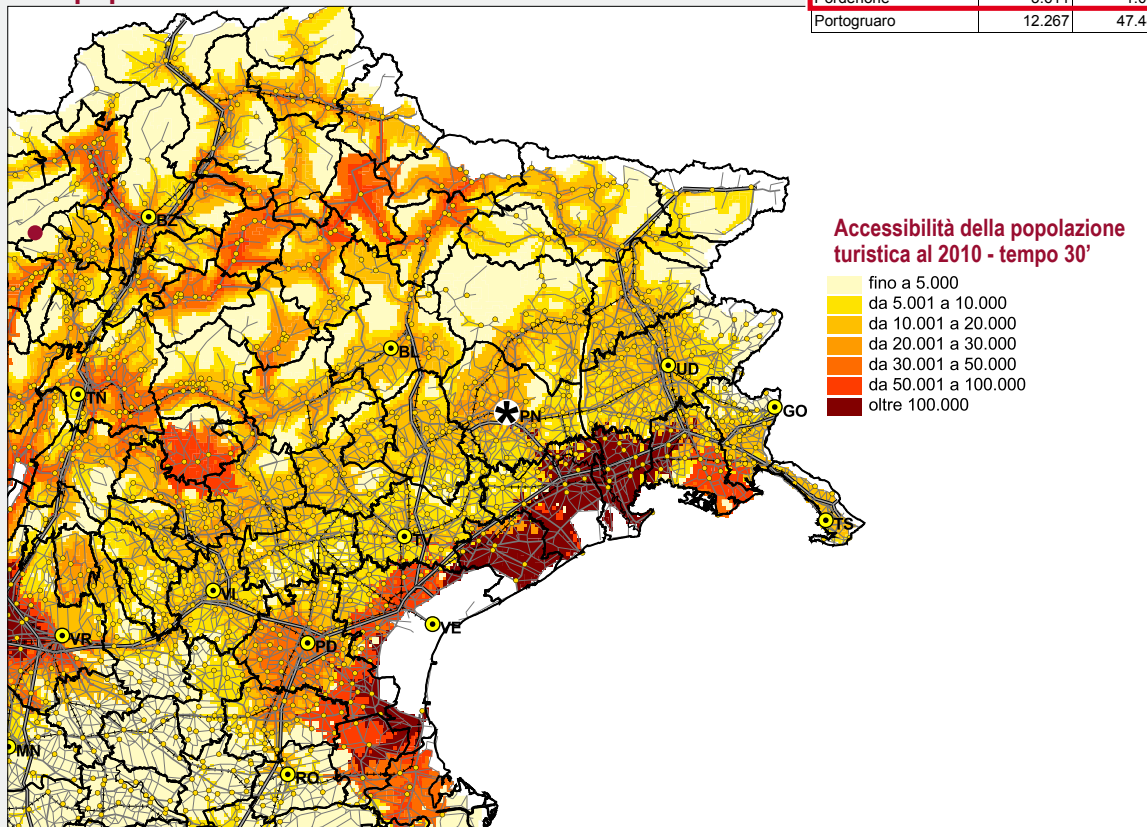 Portogruaro 12.267 47.4
Accessibilità della popolazione
turistica al 2010 - tempo 30'
fino a 5.000
da 5.001 a 10.000
da 10.001 a 20.000
da 20.001 a 30.000
da 30.001 a 50.000
da 50.001 a 100.000
oltre 100.000
BL
UD
TN
PN
GO
TS
TV
VI
VE
VR
PD
MN
RO